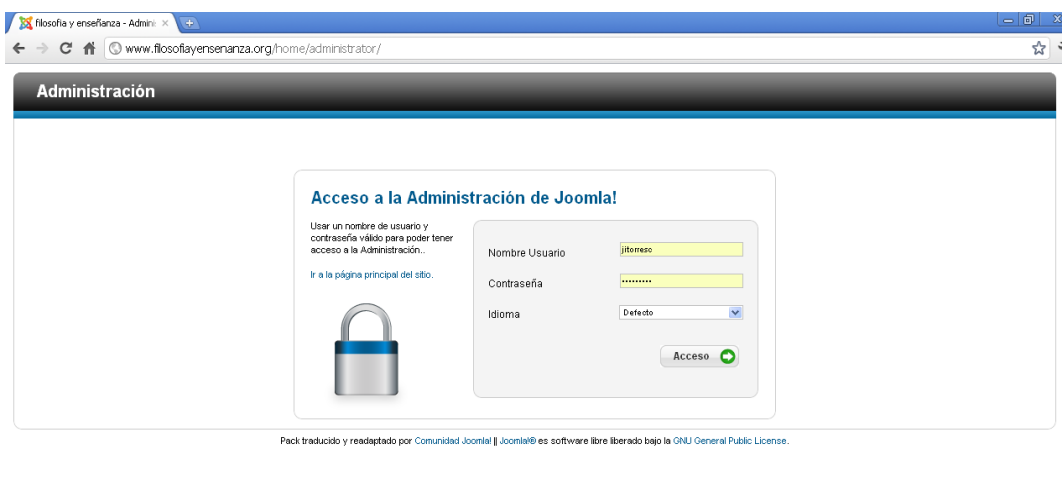 filosofia y enseñanza - Admini
www.filosofiayensenanza.org/home/administrator/
Administración
Acceso a la Administración de Joomla!
Usar un nombre de usuario y
contraseña válido para poder tener
acceso a la Administración..
Ir a la página principal del sitio.
Nombre Usuario
jitorreso
Contraseña
•••••••••
Idioma
Defecto
Acceso
Pack traducido y readaptado por Comunidad Joomla! || Joomla!® es software libre liberado bajo la GNU General Public License.